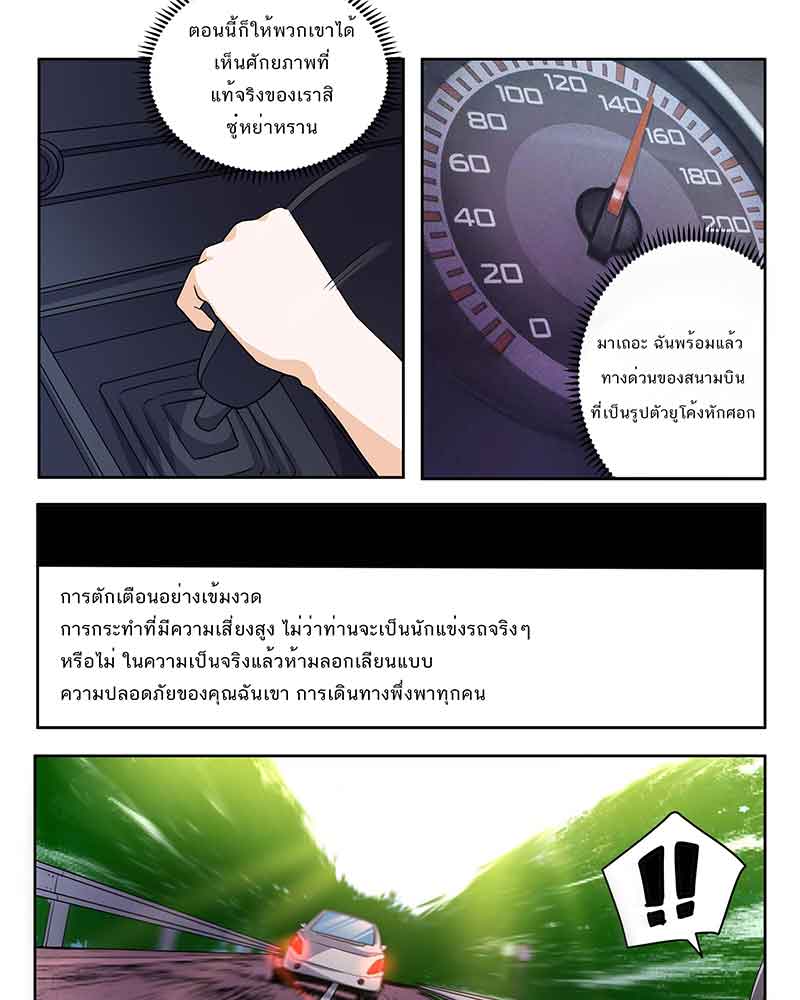 ตอนนี้ก็ให้พวกเขาได้
เห็นศักยภาพที่
แท้จริงของเราสิ
ซู่หย่าหราน
0
20
40
60
80
100
120
140
160
180
200
มาเถอะ ฉันพร้อมแล้ว
ทางด่วนของสนามบิน
ที่เป็นรูปตัวยูโค้งหักศอก
การตักเตือนอย่างเข้มงวด
การกระทำที่มีความเสี่ยงสูง ไม่ว่าท่านจะเป็นนักแข่งรถจริงๆ
หรือไม่ ในความเป็นจริงแล้วห้ามลอกเลียนแบบ
ความปลอดภัยของคุณฉันเขา การเดินทางพึ่งพาทุกคน
!!